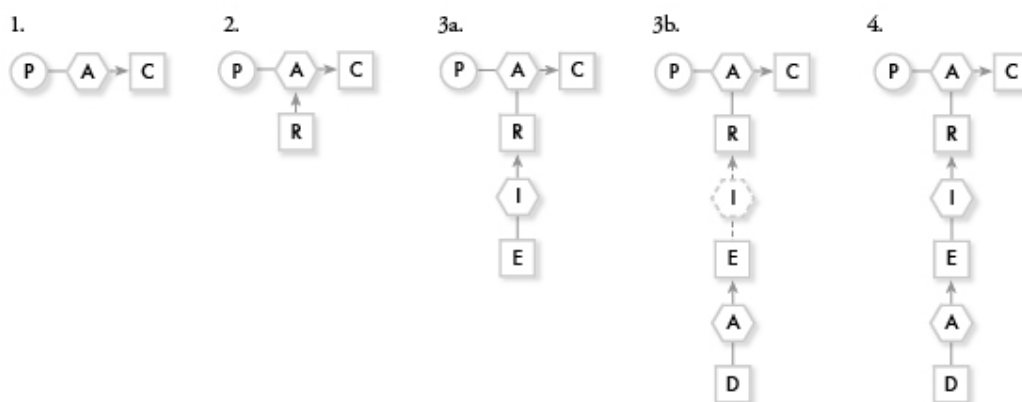 1. 2. 3a. 3b. 4.
P A C P A C P A C P A C P A C
R R R R
I I I
E E E
A A
D D